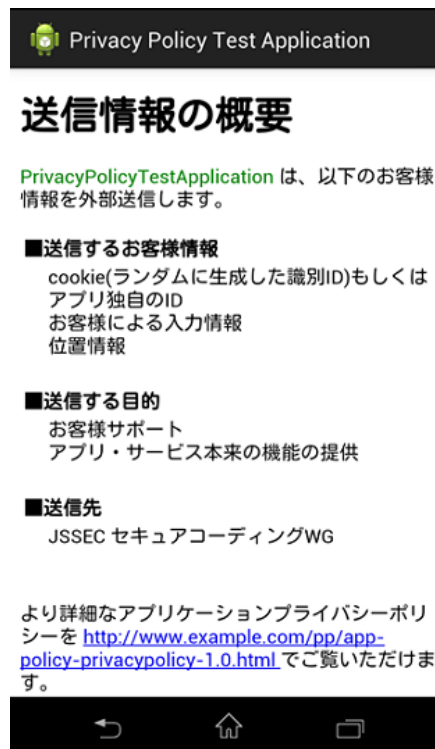 Privacy Policy Test Application
送信情報の概要
PrivacyPolicyTestApplication は、以下のお客様
情報を外部送信します。
■送信するお客様情報
cookie(ランダムに生成した識別ID)もしくは
アプリ独自のID
お客様による入力情報
位置情報
■送信する目的
お客様サポート
アプリ・サービス本来の機能の提供
■送信先
JSSEC セキュアコーディングWG
より詳細なアプリケーションプライバシーポリ
シーを http://www.example.com/pp/app-
policy-privacypolicy-1.0.html でご覧いただけま
す。